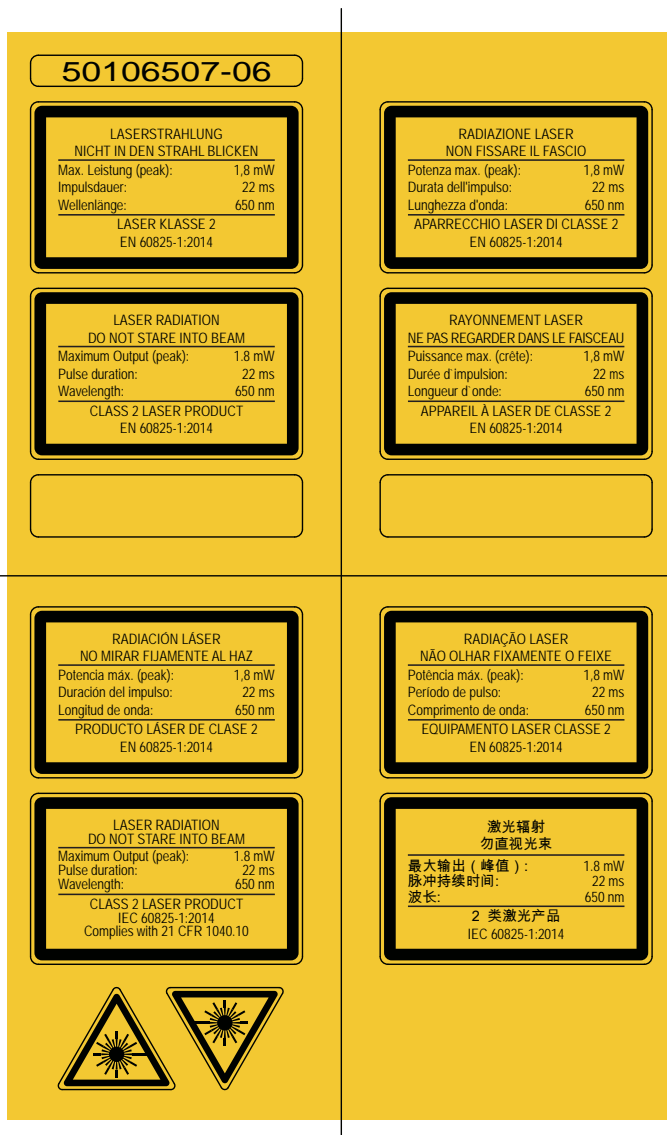 50106507-06
LASERSTRAHLUNG
NICHT IN DEN STRAHL BLICKEN
Max. Leistung (peak): 1,8 mW
Impulsdauer: 22 ms
Wellenlänge: 650 nm
LASER KLASSE 2
EN 60825-1:2014
RADIAZIONE LASER
NON FISSARE IL FASCIO
Potenza max. (peak): 1,8 mW
Durata dell'impulso: 22 ms
Lunghezza d'onda: 650 nm
APARRECCHIO LASER DI CLASSE 2
EN 60825-1:2014
LASER RADIATION
DO NOT STARE INTO BEAM
Maximum Output (peak): 1.8 mW
Pulse duration: 22 ms
Wavelength: 650 nm
CLASS 2 LASER PRODUCT
EN 60825-1:2014
RAYONNEMENT LASER
NE PAS REGARDER DANS LE FAISCEAU
Puissance max. (crête): 1,8 mW
Durée d`impulsion: 22 ms
Longueur d`onde: 650 nm
APPAREIL À LASER DE CLASSE 2
EN 60825-1:2014
RADIACIÓN LÁSER
NO MIRAR FIJAMENTE AL HAZ
Potencia máx. (peak): 1,8 mW
Duración del impulso: 22 ms
Longitud de onda: 650 nm
PRODUCTO LÁSER DE CLASE 2
EN 60825-1:2014
RADIAÇÃO LASER
NÃO OLHAR FIXAMENTE O FEIXE
Potência máx. (peak): 1,8 mW
Período de pulso: 22 ms
Comprimento de onda: 650 nm
EQUIPAMENTO LASER CLASSE 2
EN 60825-1:2014
LASER RADIATION
DO NOT STARE INTO BEAM
Maximum Output (peak): 1.8 mW
Pulse duration: 22 ms
Wavelength: 650 nm
CLASS 2 LASER PRODUCT
IEC 60825-1:2014
Complies with 21 CFR 1040.10
激光辐射
勿直视光束
最大输出（峰值）: 1.8 mW
脉冲持续时间: 22 ms
波长: 650 nm
2 类激光产品
IEC 60825-1:2014